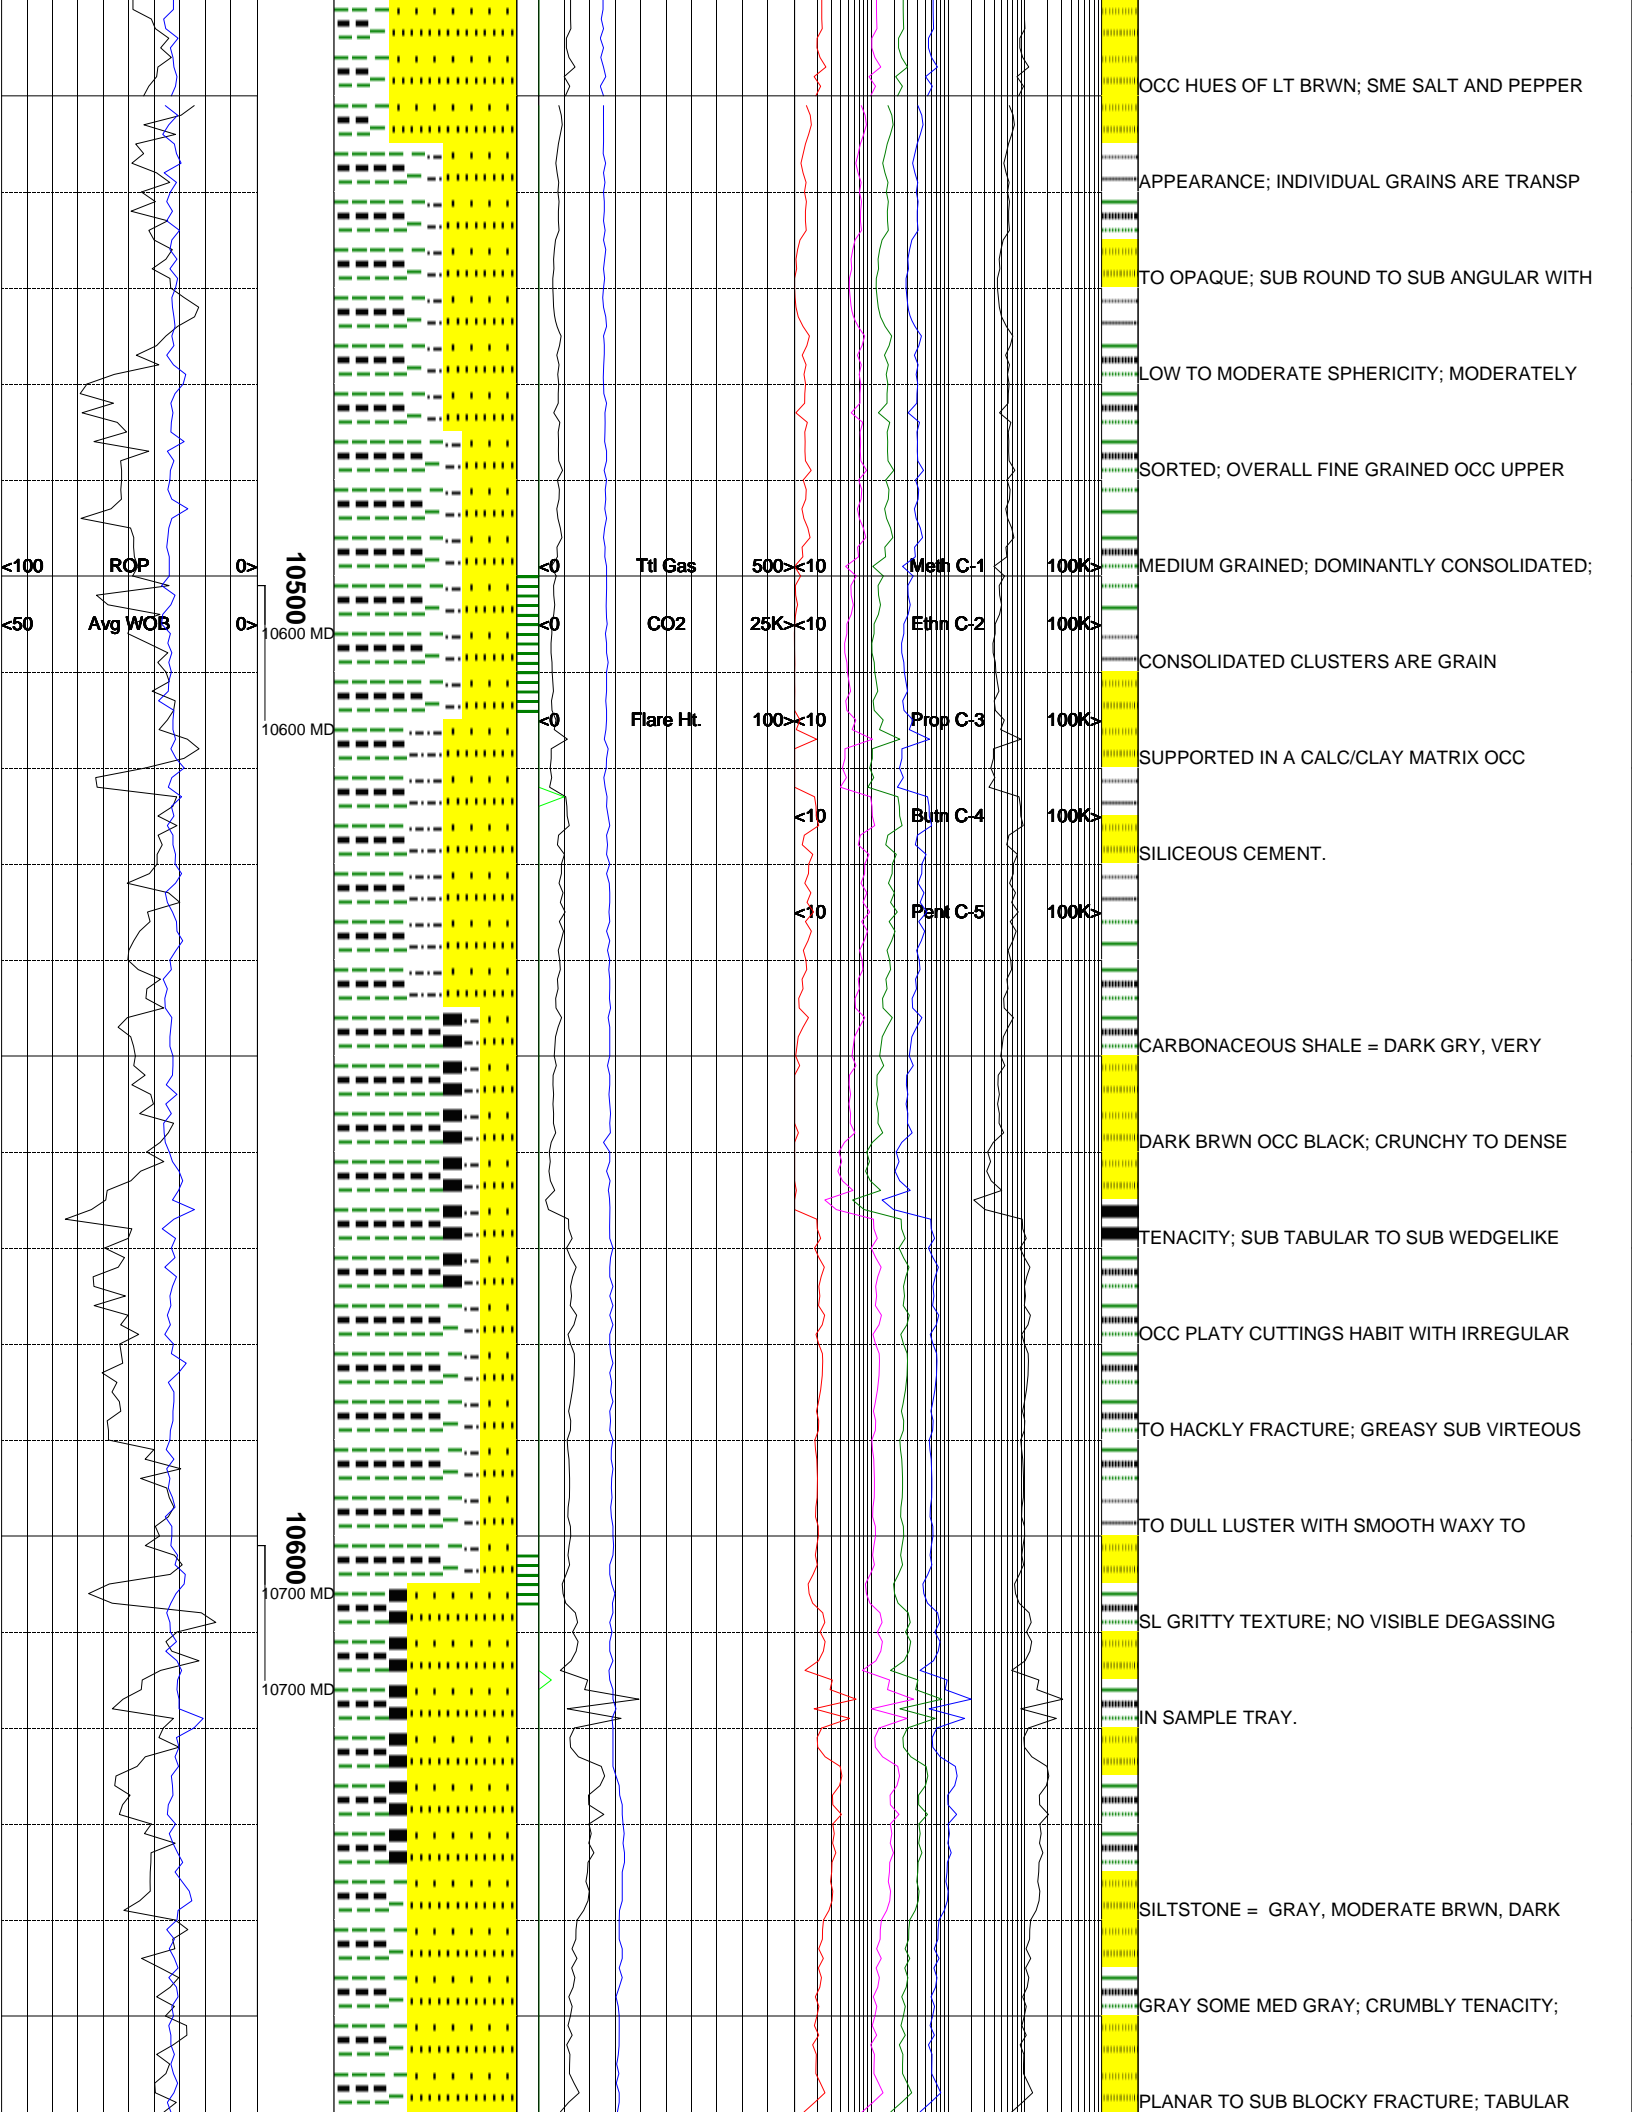 OCC HUES OF LT BRWN; SME SALT AND PEPPER
APPEARANCE; INDIVIDUAL GRAINS ARE TRANSP
TO OPAQUE; SUB ROUND TO SUB ANGULAR WITH
LOW TO MODERATE SPHERICITY; MODERATELY
SORTED; OVERALL FINE GRAINED OCC UPPER
<100 ROP 0> <0 Ttl Gas 500> <10 Meth C-1 100K> MEDIUM GRAINED; DOMINANTLY CONSOLIDATED;
10500
<50 Avg WOB 0> 10600 MD <0 CO2 25K> <10 Ethn C-2 100K>
CONSOLIDATED CLUSTERS ARE GRAIN
10600 MD <0 Flare Ht. 100> <10 Prop C-3 100K>
SUPPORTED IN A CALC/CLAY MATRIX OCC
<10 Butn C-4 100K>
SILICEOUS CEMENT.
<10 Pent C-5 100K>
CARBONACEOUS SHALE = DARK GRY, VERY
DARK BRWN OCC BLACK; CRUNCHY TO DENSE
TENACITY; SUB TABULAR TO SUB WEDGELIKE
OCC PLATY CUTTINGS HABIT WITH IRREGULAR
TO HACKLY FRACTURE; GREASY SUB VIRTEOUS
TO DULL LUSTER WITH SMOOTH WAXY TO
10600
10700 MD
SL GRITTY TEXTURE; NO VISIBLE DEGASSING
10700 MD
IN SAMPLE TRAY.
SILTSTONE =  GRAY, MODERATE BRWN, DARK
GRAY SOME MED GRAY; CRUMBLY TENACITY;
PLANAR TO SUB BLOCKY FRACTURE; TABULAR